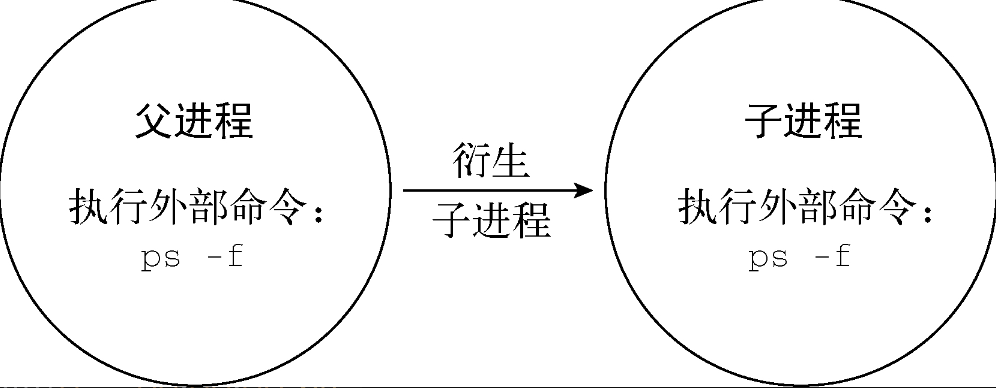 父进程
执行外部命令：
ps -f
衍生
子进程
子进程
执行外部命令：
ps -f